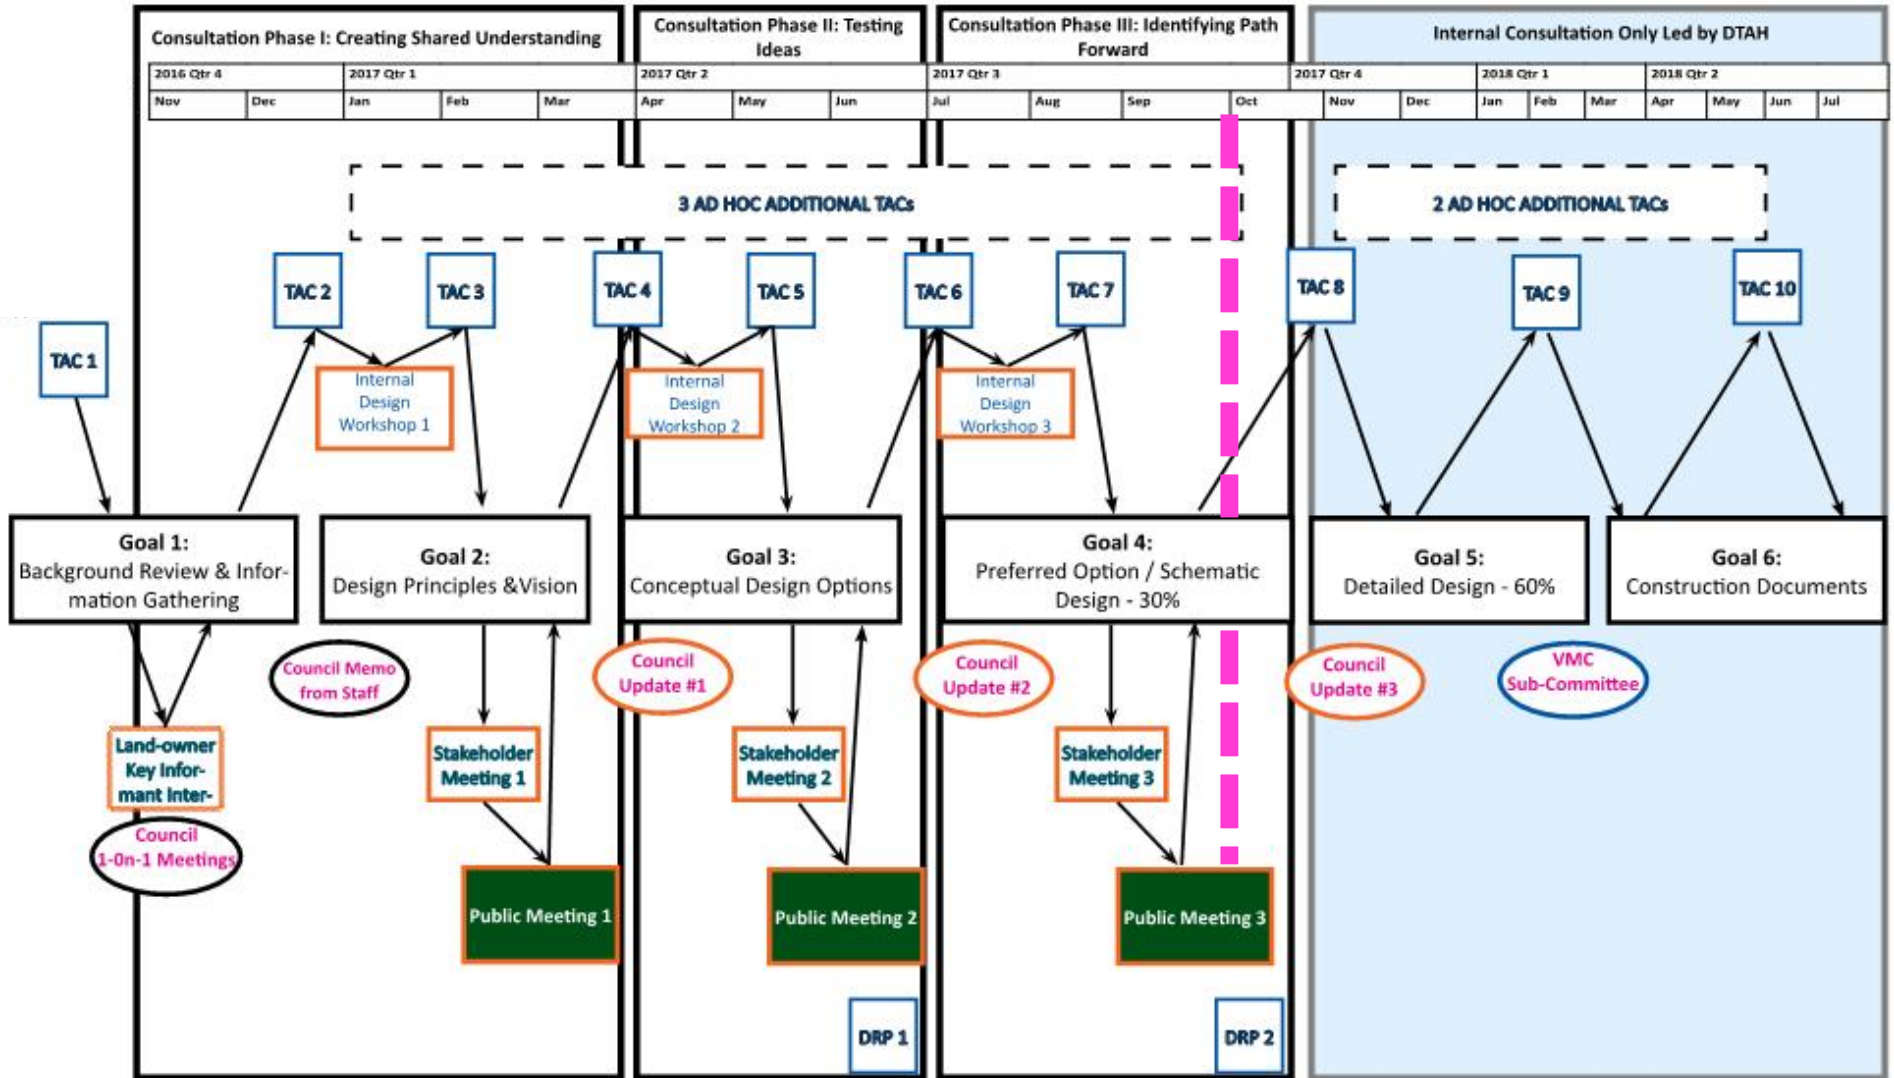 Consultation Phase I: Creating Shared Understanding
Consultation Phase II: Testing
Ideas
Consultation Phase III: Identifying Path
Forward
Internal Consultation Only Led by DTAH
2016 Qtr 4
2017 Qtr 1
2017 Qtr 2
2017 Qtr 3
2017 Qtr 4
2018 Qtr 1
2018 Qtr 2
Nov
Dec
Jan
Feb
Mar
Apr
May
Jun
Jul
Aug
Sep
Oct
Nov
Dec
Jan
Feb
Mar
Apr
May
Jun
Jul
3 AD HOC ADDITIONAL TACs
2 AD HOC ADDITIONAL TACs
TAC 1
TAC 2
TAC 3
TAC 4
TAC 5
TAC 6
TAC 7
TAC 8
TAC 9
TAC 10
Internal
Design
Workshop 1
Internal
Design
Workshop 2
Internal
Design
Workshop 3
Goal 1:
Background Review & Infor-
mation Gathering
Goal 2:
Design Principles &Vision
Goal 3:
Conceptual Design Options
Goal 4:
Preferred Option / Schematic
Design - 30%
Goal 5:
Detailed Design - 60%
Goal 6:
Construction Documents
Council Memo
from Staff
Council
Update #1
Council
Update #2
Council
Update #3
VMC
Sub-Committee
Land-owner
Key Infor-
mant Inter-
Council
1-0n-1 Meetings
Stakeholder
Meeting 1
Stakeholder
Meeting 2
Stakeholder
Meeting 3
Public Meeting 1
Public Meeting 2
Public Meeting 3
DRP 1
DRP 2